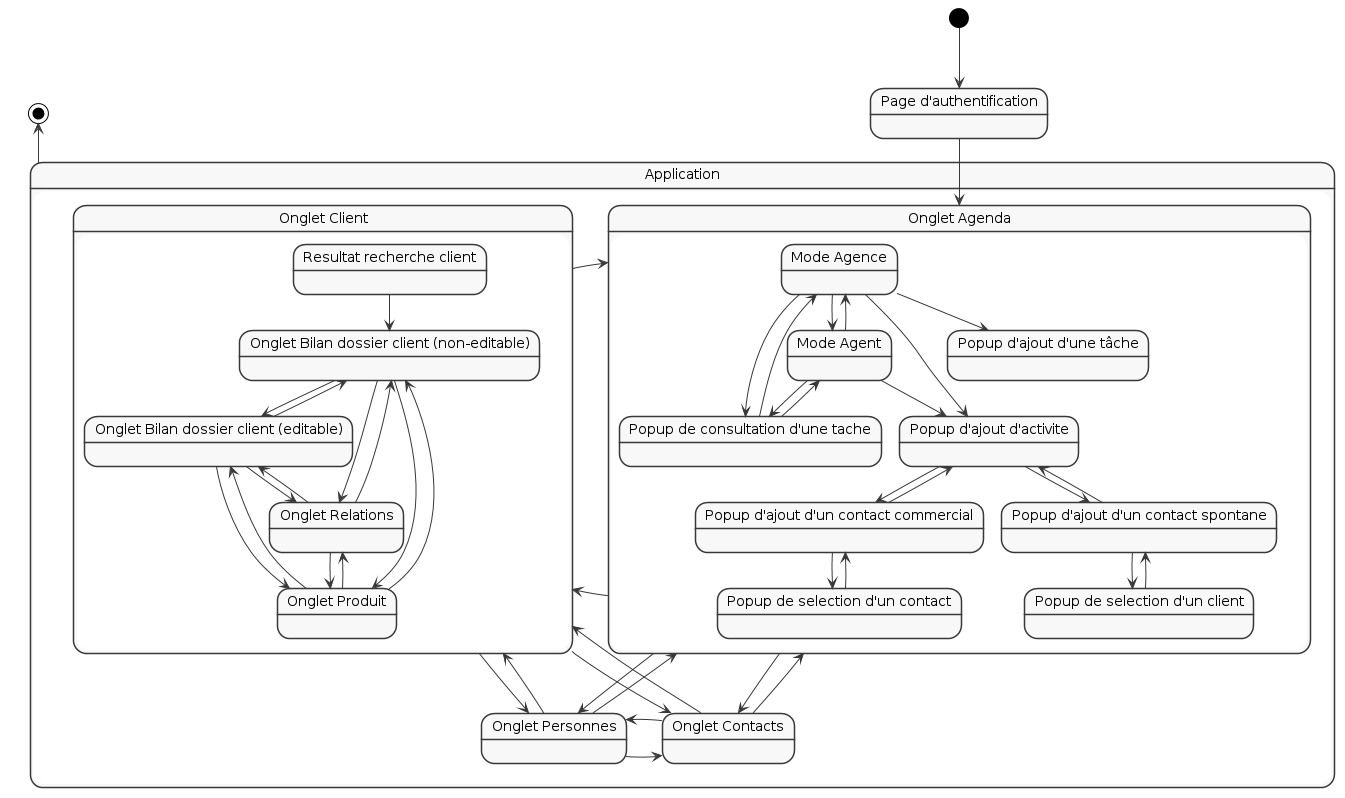 Page d'authentification
Application
Onglet Client
Onglet Agenda
Resultat recherche client
Mode Agence
Onglet Bilan dossier client (non-editable)
Mode Agent
Popup d'ajout d'une tâche
Onglet Bilan dossier client (editable)
Popup de consultation d'une tache
Popup d'ajout d'activite
Onglet Relations
Popup d'ajout d'un contact commercial
Popup d'ajout d'un contact spontane
Onglet Produit
Popup de selection d'un contact
Popup de selection d'un client
Onglet Personnes
Onglet Contacts